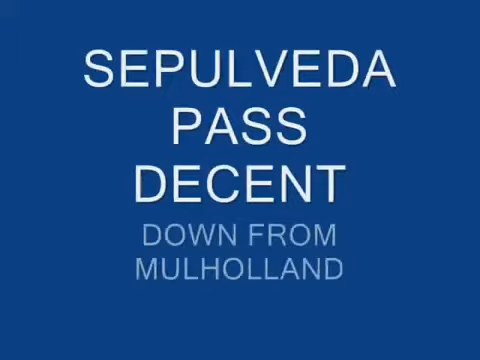 SEPULVEDA
PASS
DECENT
DOWN FROM
MULHOLLAND